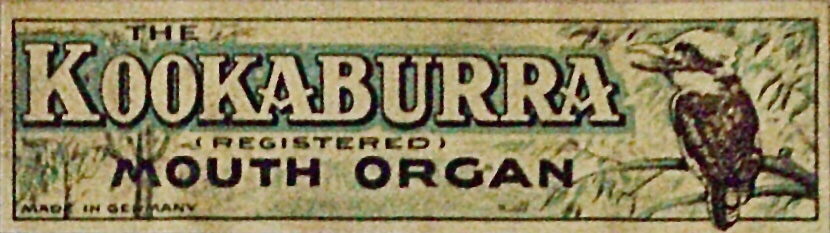 THE
KOOKABURRA
(REGISTERED)
MOUTH ORGAN
MADE IN GERMANY